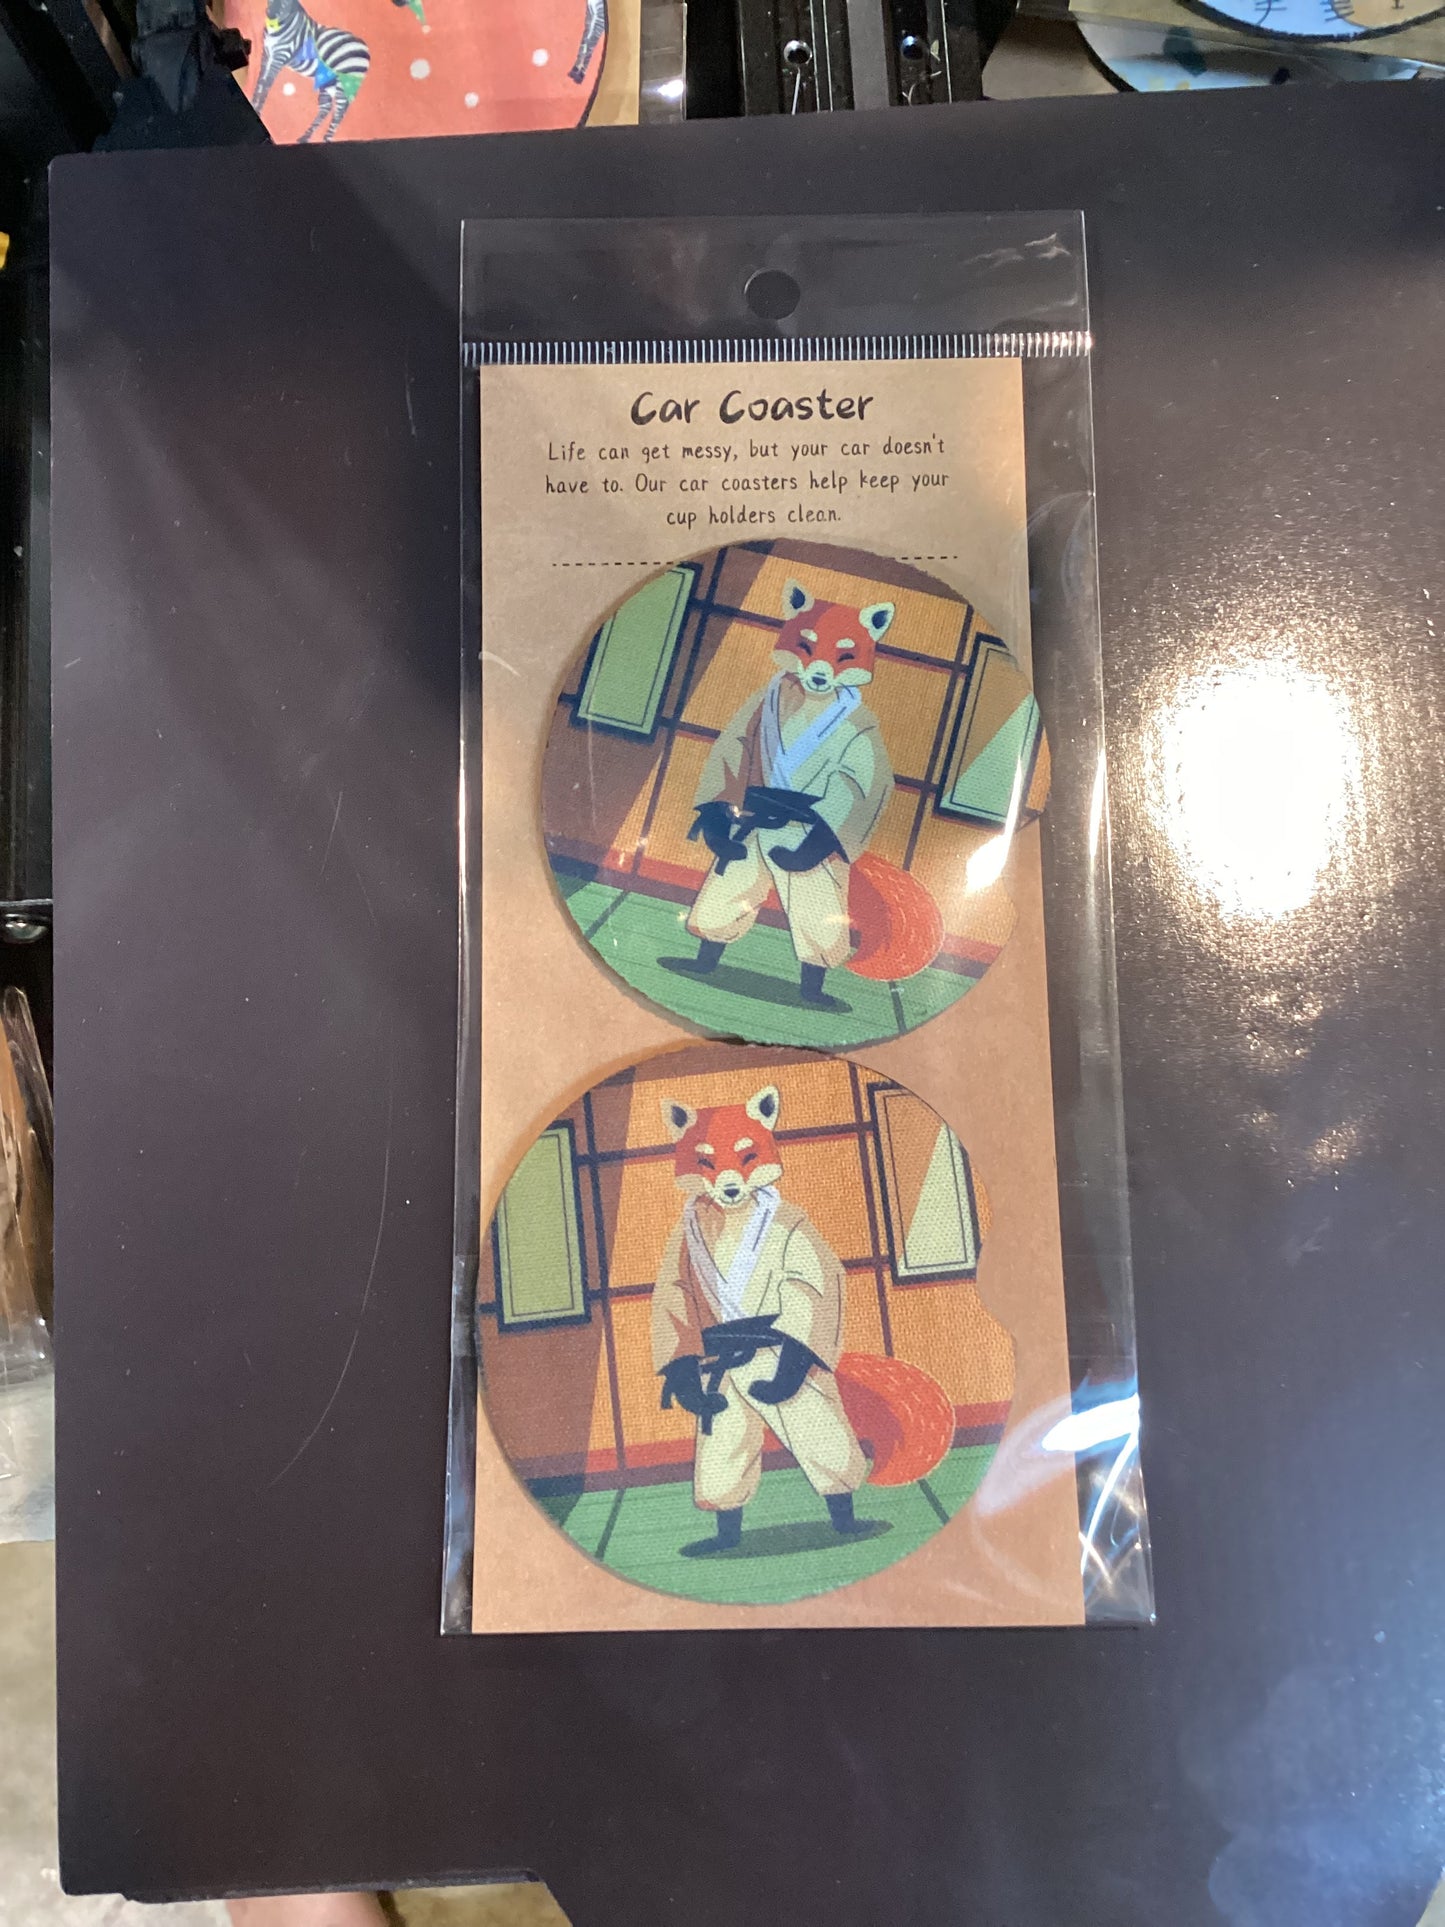 Car Coaster
Life can get messy, but your car doesn't
have to. Our car coasters help keep your
cup holders clean.